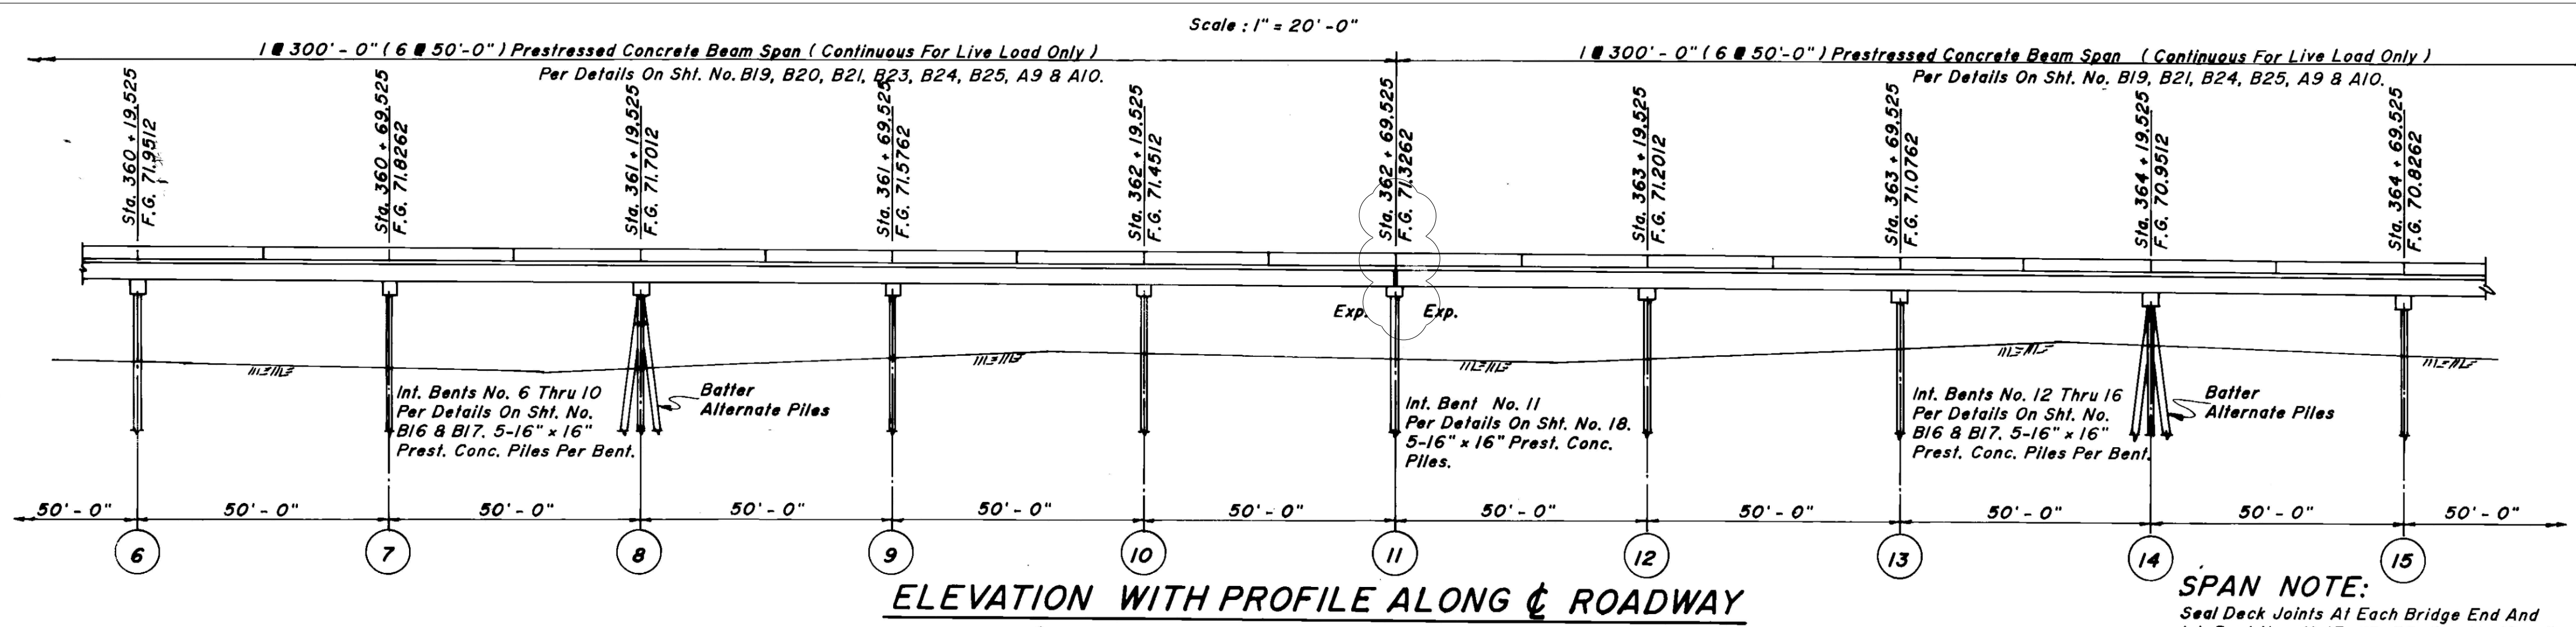 Scale : 1" = 20' -0"
1 @ 300' - 0" ( 6 @ 50'-0" ) Prestressed Concrete Beam Span ( Continuous For Live Load Only )
Per Details On Sht. No. B19, B20, B21, B23, B24, B25, A9 & A10.
1 @ 300' - 0" ( 6 @ 50'-0" ) Prestressed Concrete Beam Span ( Continuous For Live Load Only )
Per Details On Sht. No. B19, B21, B24, B25, A9 & A10.
Sta. 360 + 19.525
F.G. 71.9512
Sta. 360 + 69.525
F.G. 71.8262
Sta. 361 + 19.525
F.G. 71.7012
Sta. 361 + 69.525
F.G. 71.5762
Sta. 362 + 19.525
F.G. 71.4512
Sta. 362 + 69.525
F.G. 71.3262
Sta. 363 + 19.525
F.G. 71.2012
Sta. 363 + 69.525
F.G. 71.0762
Sta. 364 + 19.525
F.G. 70.9512
Sta. 364 + 69.525
F.G. 70.8262
Exp.
Exp.
Int. Bents No. 6 Thru 10
Per Details On Sht. No.
B16 & B17. 5-16" x 16"
Prest. Conc. Piles Per Bent.
Batter
Alternate Piles
Int. Bent No. 11
Per Details On Sht. No. 18.
5-16" x 16" Prest. Conc.
Piles.
Int. Bents No. 12 Thru 16
Per Details On Sht. No.
B16 & B17. 5-16" x 16"
Prest. Conc. Piles Per Bent.
Batter
Alternate Piles
50' - 0"
50' - 0"
50' - 0"
50' - 0"
50' - 0"
50' - 0"
50' - 0"
50' - 0"
50' - 0"
50' - 0"
50' - 0"
6
7
8
9
10
11
12
13
14
15
ELEVATION WITH PROFILE ALONG ℄ ROADWAY
SPAN NOTE:
Seal Deck Joints At Each Bridge End And